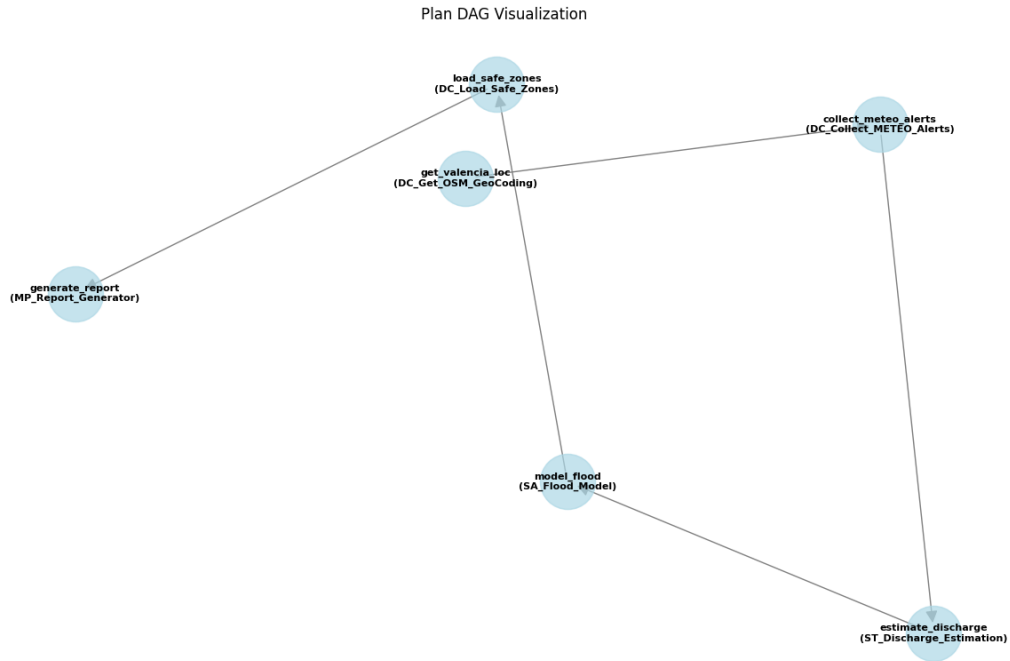 Plan DAG Visualization
load_safe_zones
(DC_Load_Safe_Zones)
collect_meteo_alerts
(DC_Collect_METEO_Alerts)
get_valencia_loc
(DC_Get_OSM_GeoCoding)
generate_report
(MP_Report_Generator)
model_flood
(SA_Flood_Model)
estimate_discharge
(ST_Discharge_Estimation)